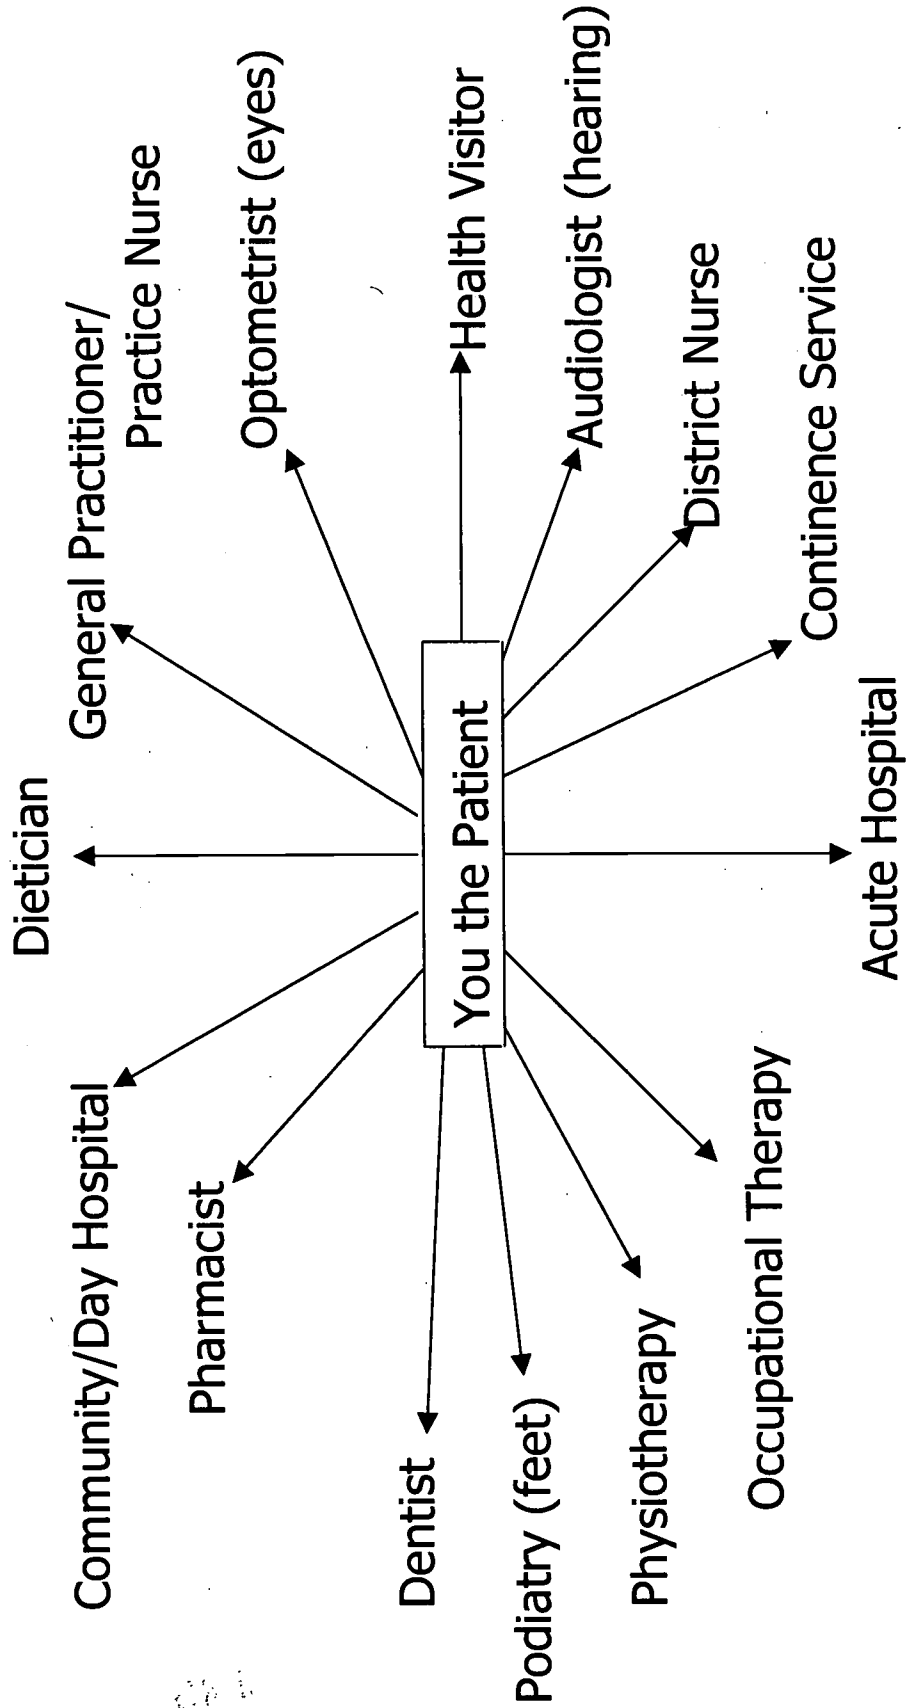 Dietician
Community/Day Hospital
General Practitioner/
Practice Nurse
Pharmacist
Optometrist (eyes)
Dentist
You the Patient
Health Visitor
Podiatry (feet)
Audiologist (hearing)
Physiotherapy
District Nurse
Occupational Therapy
Continence Service
Acute Hospital